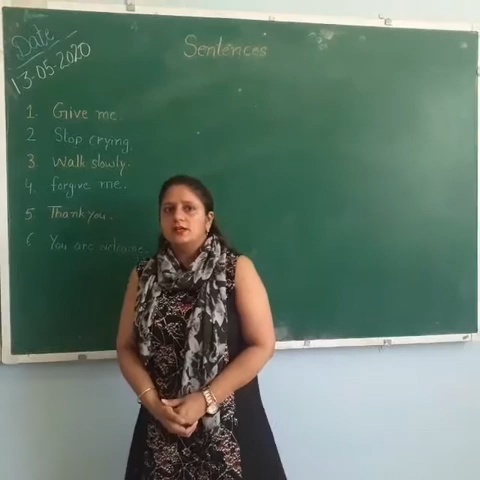 Date
13-05-2020
Sentences
1. Give me.
2 Stop crying.
3. Walk slowly.
4. forgive me.
5 Thank you.
6 You are welcome.